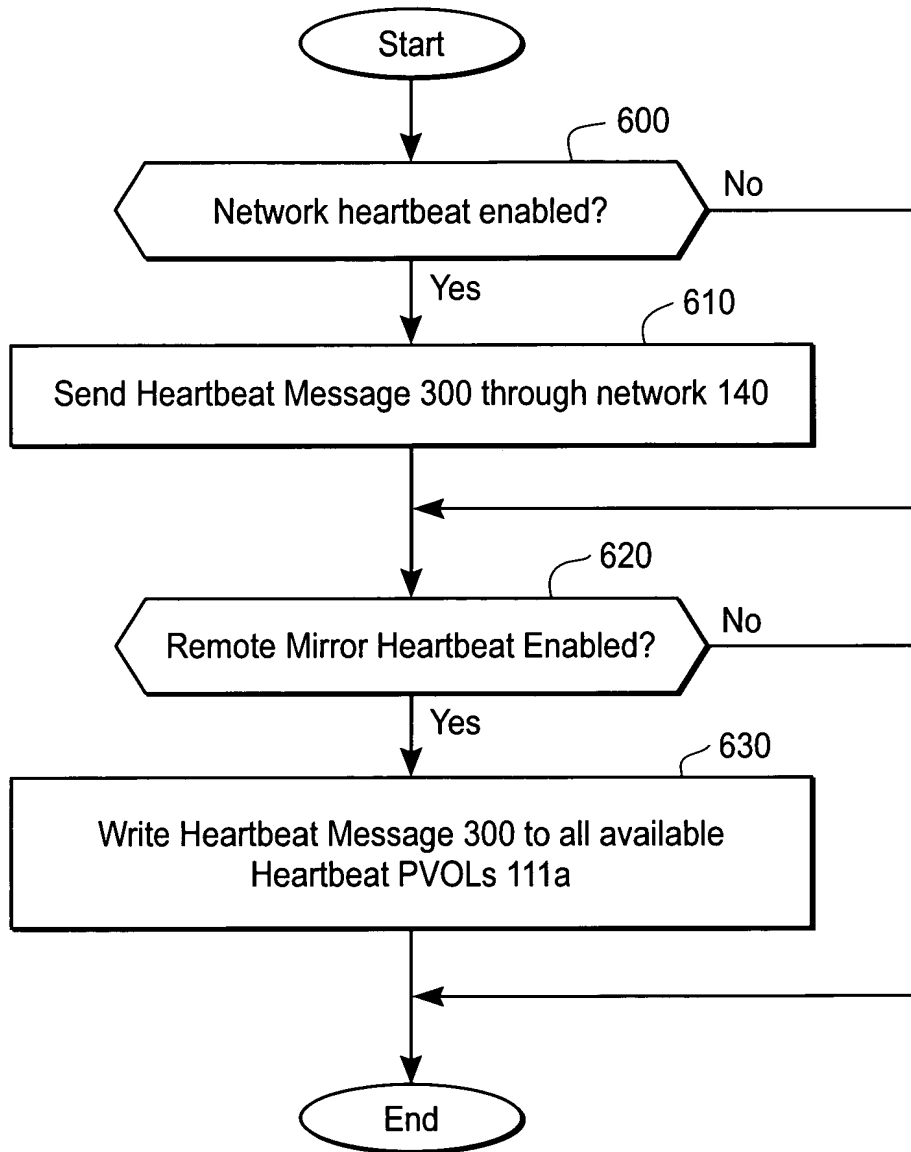 Start
600
Network heartbeat enabled?
No
Yes
610
Send Heartbeat Message 300 through network 140
620
Remote Mirror Heartbeat Enabled?
No
Yes
630
Write Heartbeat Message 300 to all available
Heartbeat PVOLs 111a
End